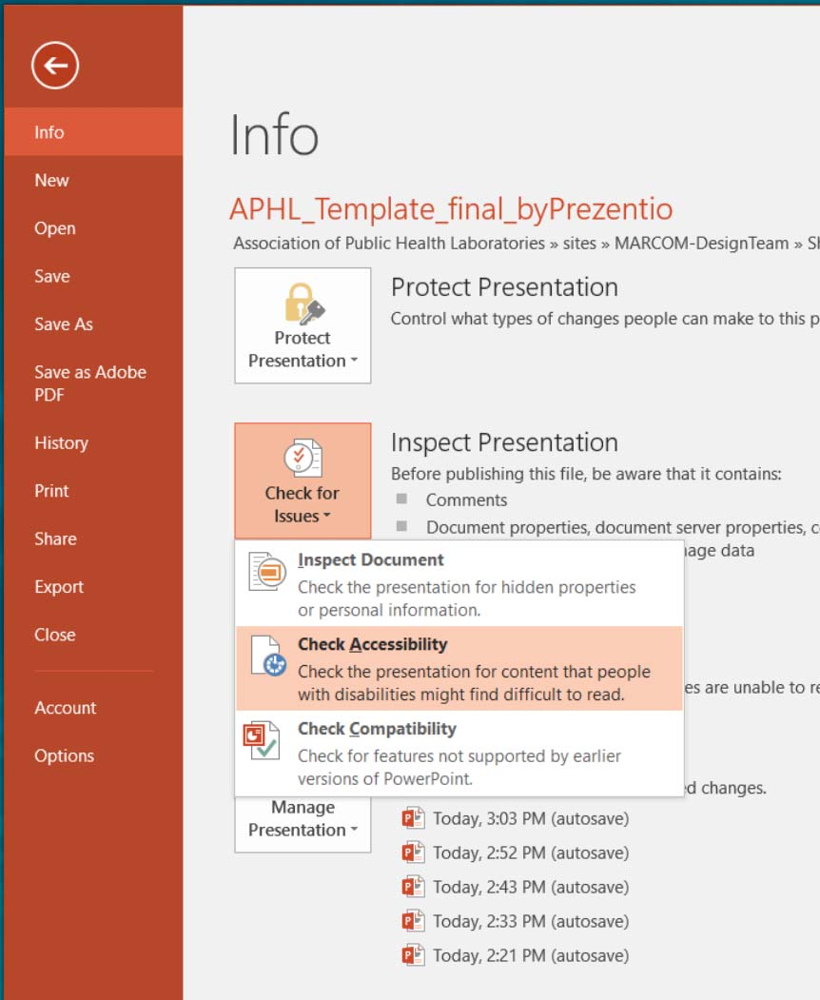 Info
New
Open
Save
Save As
Save as Adobe
PDF
History
Print
Share
Export
Close
Account
Options
Info
APHL_Template_final_byPrezentio
Association of Public Health Laboratories » sites » MARCOM-DesignTeam »
Protect
Presentation
Protect Presentation
Control what types of changes people can make to this
Check for
Issues
Inspect Presentation
Before publishing this file, be aware that it contains:
Comments
Document properties, document server properties,
data
Inspect Document
Check the presentation for hidden properties
or personal information.
Check Accessibility
Check the presentation for content that people
with disabilities might find difficult to read.
are unable to
Check Compatibility
Check for features not supported by earlier
versions of PowerPoint.
changes.
Manage
Presentation
Today, 3:03 PM (autosave)
Today, 2:52 PM (autosave)
Today, 2:43 PM (autosave)
Today, 2:33 PM (autosave)
Today, 2:21 PM (autosave)